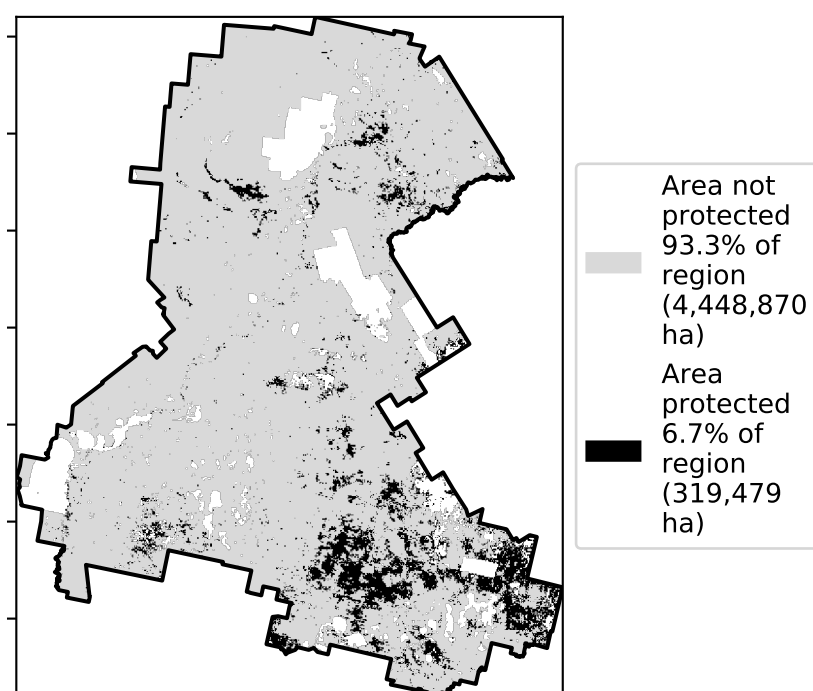 Area not
protected
93.3% of
region
(4,448,870
ha)
Area
protected
6.7% of
region
(319,479
ha)